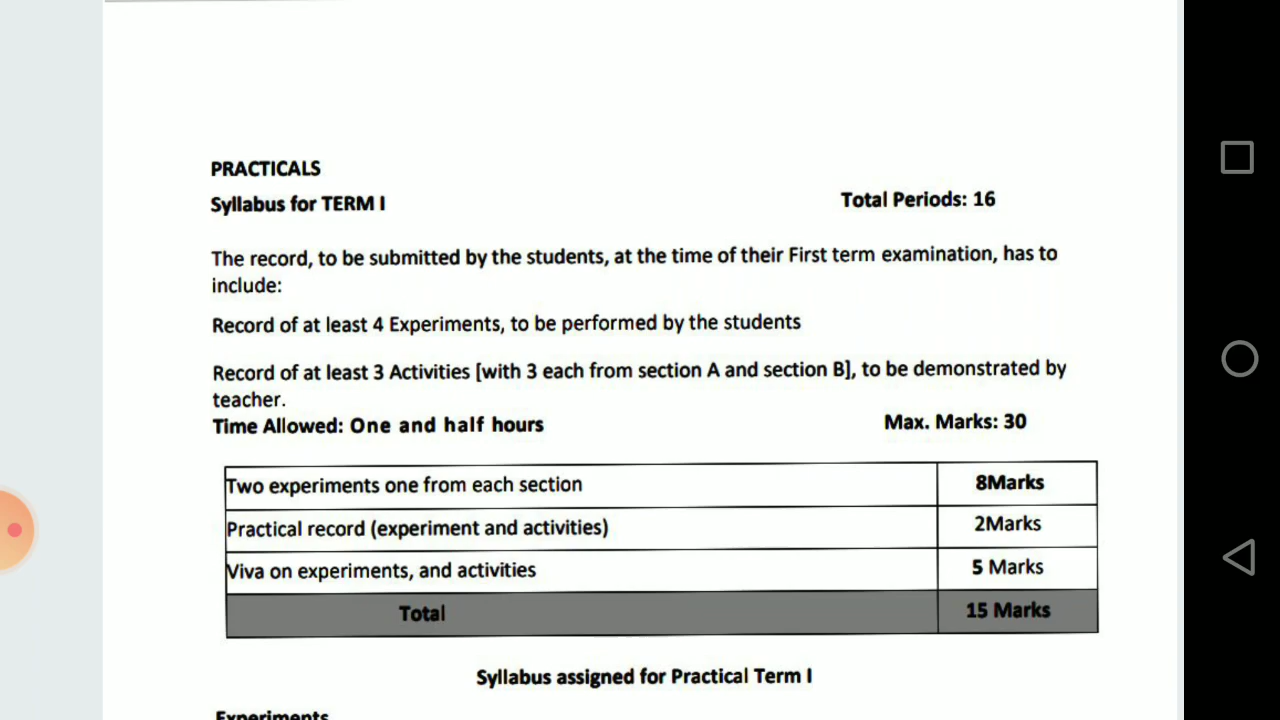 PRACTICALS
Syllabus for TERM I
Total Periods: 16
The record, to be submitted by the students, at the time of their First term examination, has to
include:
Record of at least 4 Experiments, to be performed by the students
Record of at least 3 Activities [with 3 each from section A and section B], to be demonstrated by
teacher.
Time Allowed: One and half hours
Max. Marks: 30
Two experiments one from each section 8Marks
Practical record (experiment and activities) 2Marks
Viva on experiments, and activities 5 Marks
Total 15 Marks
Syllabus assigned for Practical Term I
Experiments